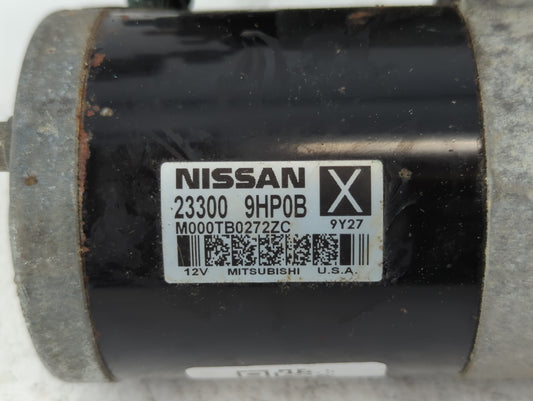 NISSAN X
23300 9HP0B
M000TB0272ZC 9Y27
12V MITSUBISHI U.S.A.